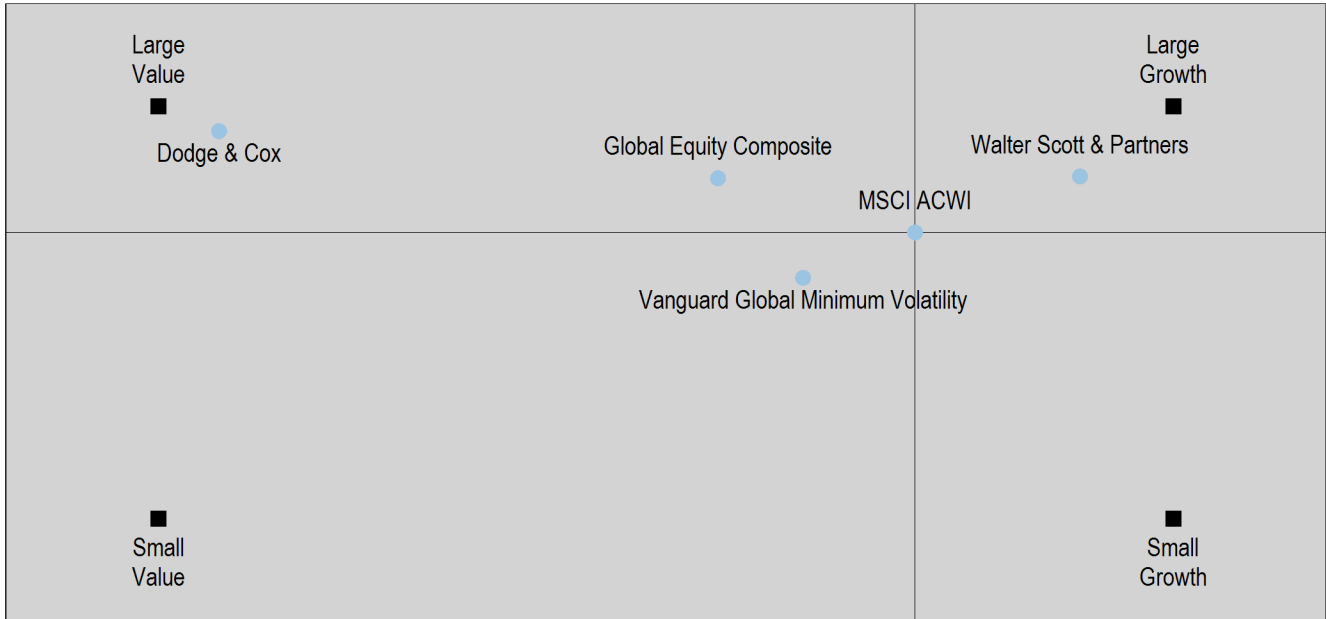 Large
Value
Large
Growth
Dodge & Cox
Global Equity Composite
Walter Scott & Partners
MSCI ACWI
Vanguard Global Minimum Volatility
Small
Value
Small
Growth